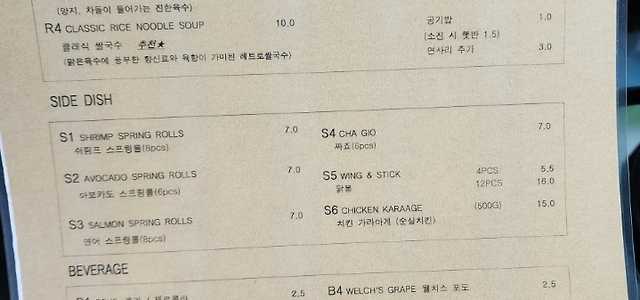 (양지, 차돌이 들어가는 진한육수)
R4 CLASSIC RICE NOODLE SOUP 10.0
클래식 쌀국수 추천★
(맑은육수에 풍부한 향신료와 육향이 가미된 레트로쌀국수)
공기밥 1.0
(소진 시 햇반 1.5)
면사리 추가 3.0
SIDE DISH
S1 SHRIMP SPRING ROLLS 7.0
쉬림프 스프링롤(8pcs)
S2 AVOCADO SPRING ROLLS 7.0
아보카도 스프링롤(6pcs)
S3 SALMON SPRING ROLLS 7.0
연어 스프링롤(8pcs)
S4 CHA GIO 7.0
짜죠(6pcs)
S5 WING & STICK 4PCS 5.5
닭봉 12PCS 16.0
S6 CHICKEN KARAAGE (500G) 15.0
치킨 가라아게 (순살치킨)
BEVERAGE
2.5
B4 WELCH'S GRAPE 웰치스 포도 2.5